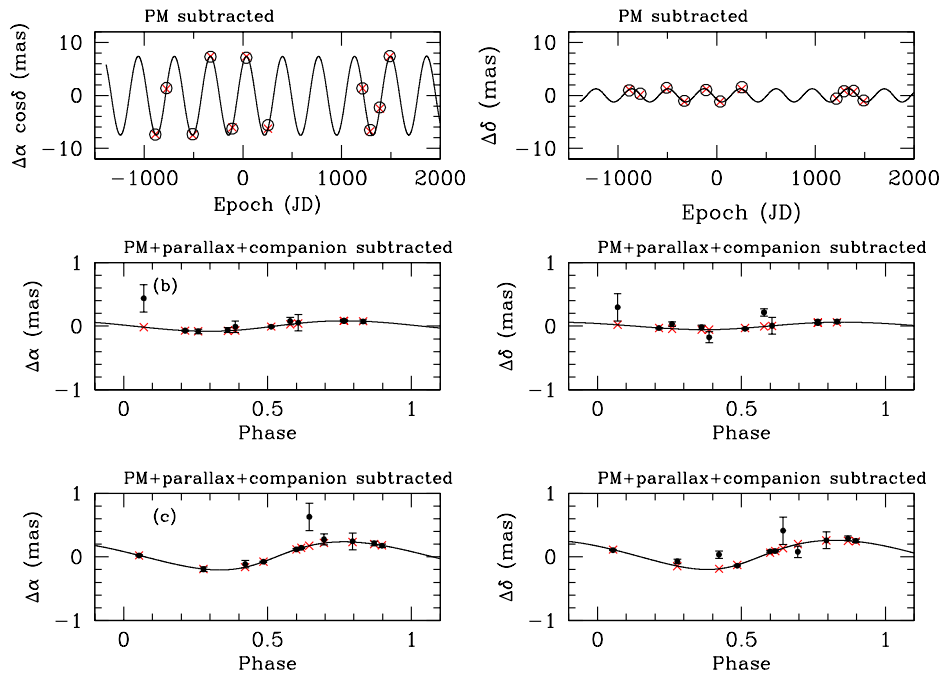 PM subtracted
Δα cosδ (mas)
10
0
−10
−1000 0 1000 2000
Epoch (JD)
PM subtracted
Δδ (mas)
10
0
−10
−1000 0 1000 2000
Epoch (JD)
PM+parallax+companion subtracted
(b)
Δα (mas)
1
0
−1
0 0.5 1
Phase
PM+parallax+companion subtracted
Δδ (mas)
1
0
−1
0 0.5 1
Phase
PM+parallax+companion subtracted
(c)
Δα (mas)
1
0
−1
0 0.5 1
Phase
PM+parallax+companion subtracted
Δδ (mas)
1
0
−1
0 0.5 1
Phase